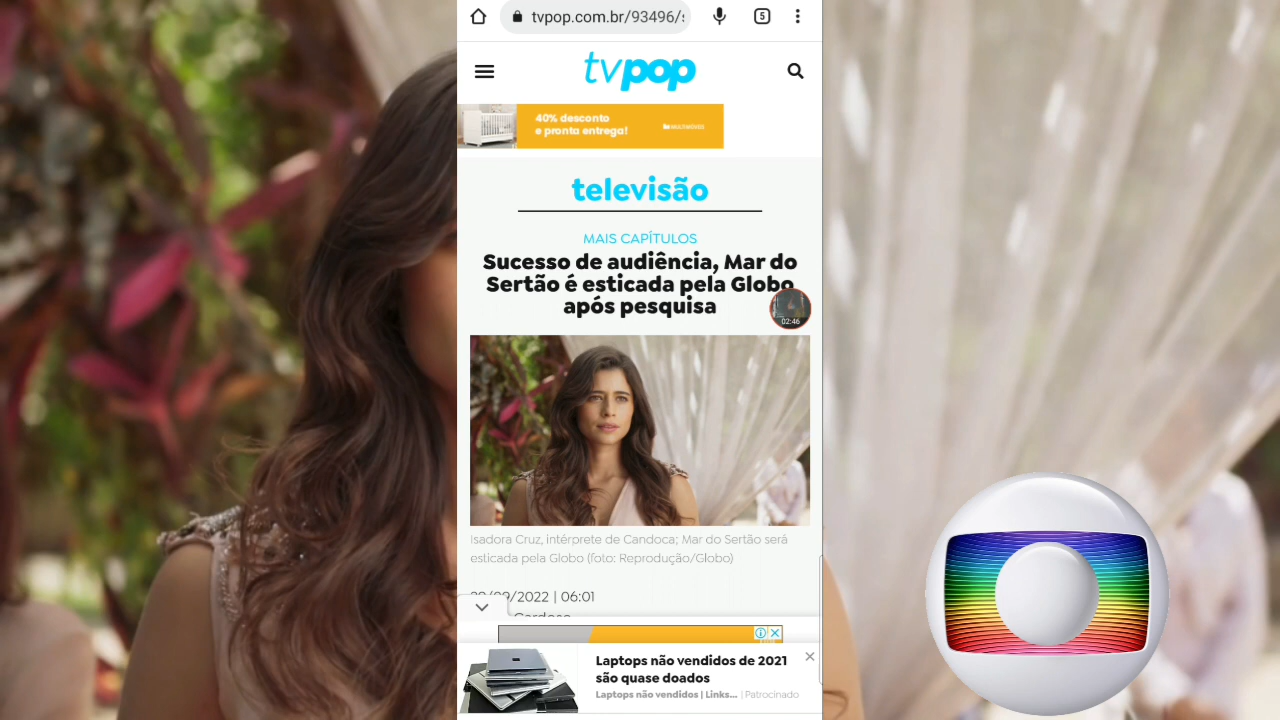 tvpop.com.br/93496/s
5
tvpop
40% desconto
e pronta entrega!
televisão
MAIS CAPÍTULOS
Sucesso de audiência, Mar do
Sertão é esticada pela Globo
após pesquisa
02:46
Isadora Cruz, intérprete de Candoca; Mar do Sertão será
esticada pela Globo (foto: Reprodução/Globo)
/2022 | 06:01
Cardoso
Laptops não vendidos de 2021
são quase doados
Laptops não vendidos | Links... | Patrocinado